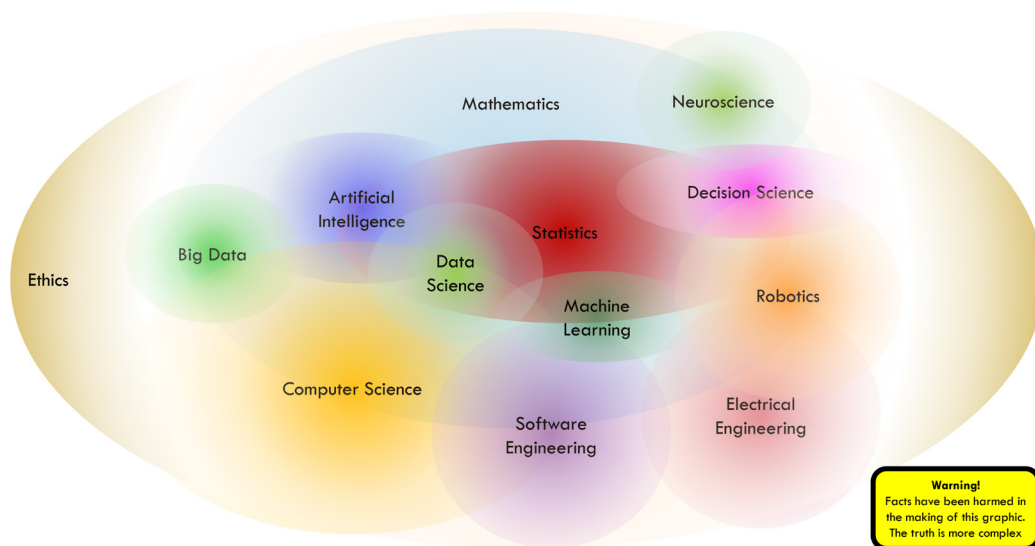 Mathematics
Neuroscience
Artificial
Intelligence
Decision Science
Statistics
Big Data
Data
Science
Ethics
Machine
Learning
Robotics
Computer Science
Software
Engineering
Electrical
Engineering
Warning!
Facts have been harmed in
the making of this graphic.
The truth is more complex